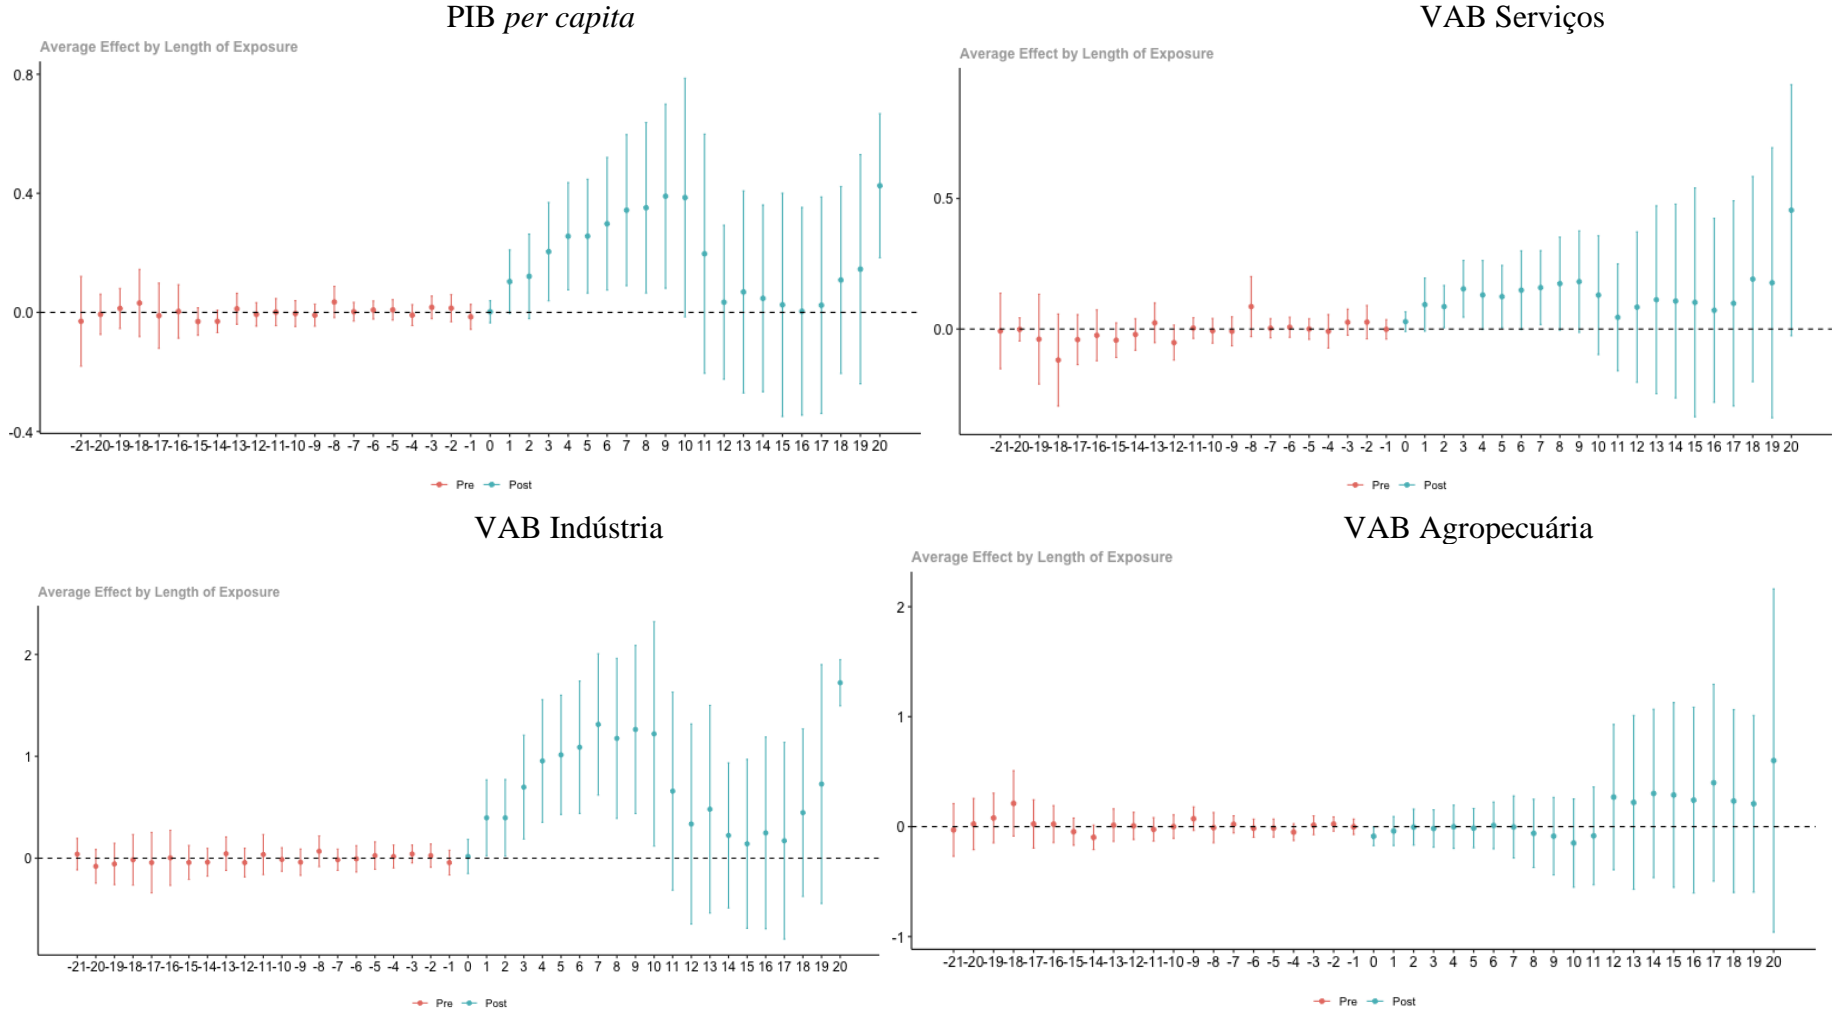 PIB per capita
Average Effect by Length of Exposure
0.8
0.4
0.0
-0.4
-21-20-19-18-17-16-15-14-13-12-11-10 -9 -8 -7 -6 -5 -4 -3 -2 -1 0 1 2 3 4 5 6 7 8 9 10 11 12 13 14 15 16 17 18 19 20
Pre Post
VAB Serviços
Average Effect by Length of Exposure
0.5
0.0
-21-20-19-18-17-16-15-14-13-12-11-10 -9 -8 -7 -6 -5 -4 -3 -2 -1 0 1 2 3 4 5 6 7 8 9 10 11 12 13 14 15 16 17 18 19 20
Pre Post
VAB Indústria
Average Effect by Length of Exposure
2
1
0
-21-20-19-18-17-16-15-14-13-12-11-10 -9 -8 -7 -6 -5 -4 -3 -2 -1 0 1 2 3 4 5 6 7 8 9 10 11 12 13 14 15 16 17 18 19 20
Pre Post
VAB Agropecuária
Average Effect by Length of Exposure
2
1
0
-1
-21-20-19-18-17-16-15-14-13-12-11-10 -9 -8 -7 -6 -5 -4 -3 -2 -1 0 1 2 3 4 5 6 7 8 9 10 11 12 13 14 15 16 17 18 19 20
Pre Post